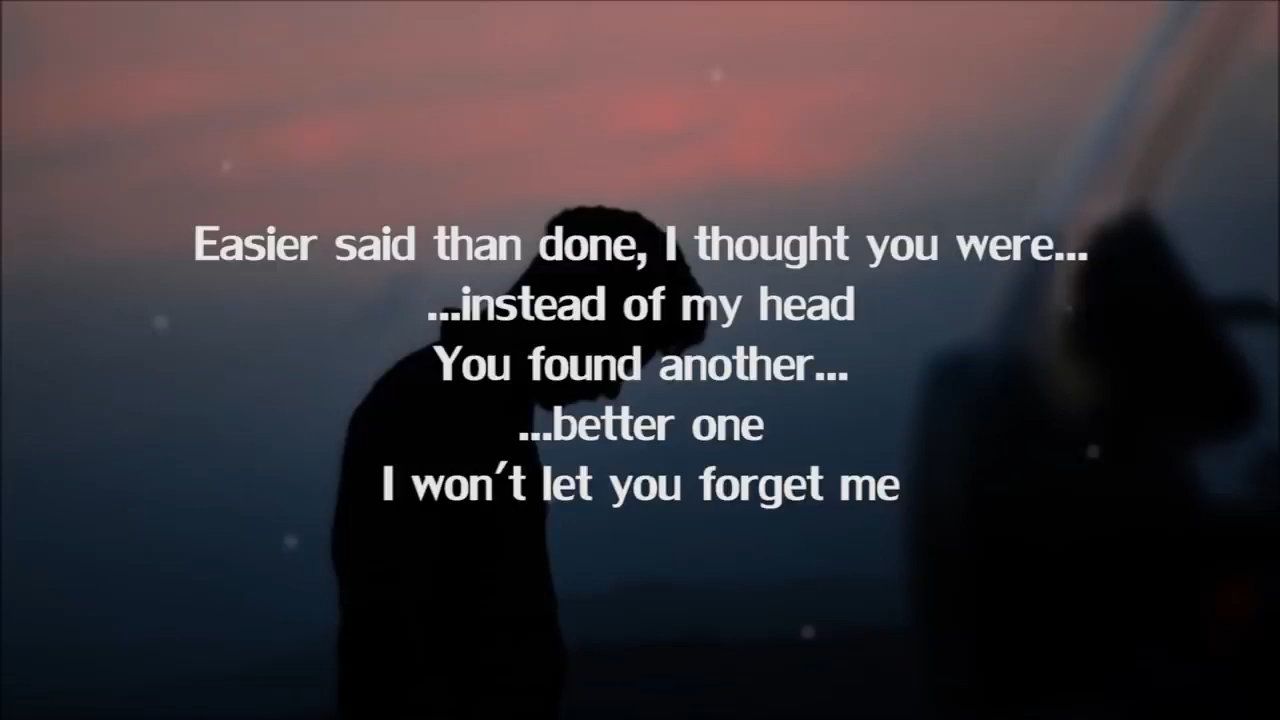 Easier said than done, I thought you were...
...instead of my head
You found another...
...better one
I won't let you forget me